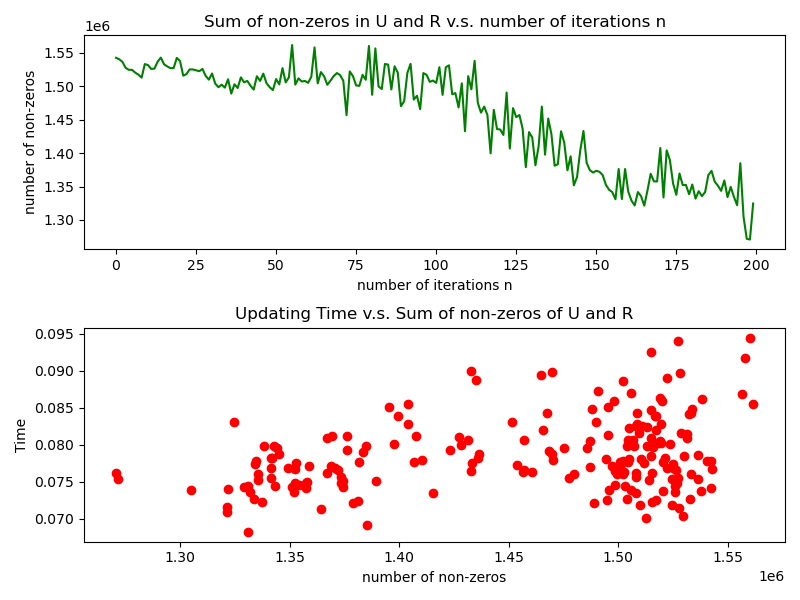 Sum of non-zeros in U and R v.s. number of iterations n
1e6
1.55
1.50
1.45
1.40
1.35
1.30
number of non-zeros
0 25 50 75 100 125 150 175 200
number of iterations n
Updating Time v.s. Sum of non-zeros of U and R
0.095
0.090
0.085
0.080
0.075
0.070
Time
1.30 1.35 1.40 1.45 1.50 1.55
1e6
number of non-zeros